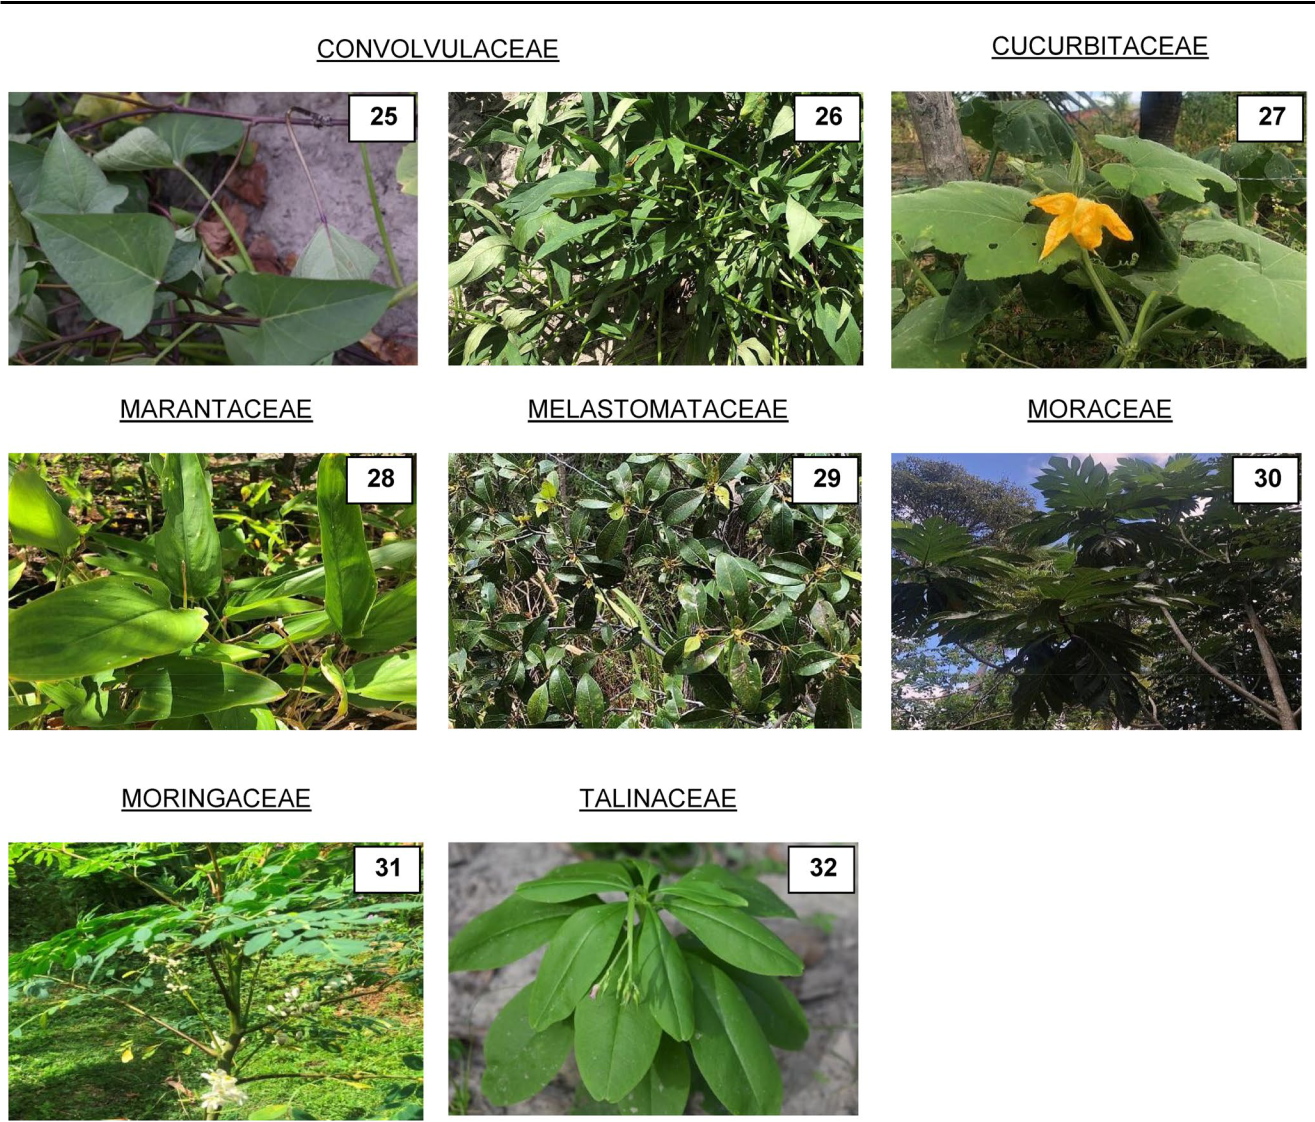 CONVOLVULACEAE
CUCURBITACEAE
25
26
27
MARANTACEAE
MELASTOMATACEAE
MORACEAE
28
29
30
MORINGACEAE
TALINACEAE
31
32